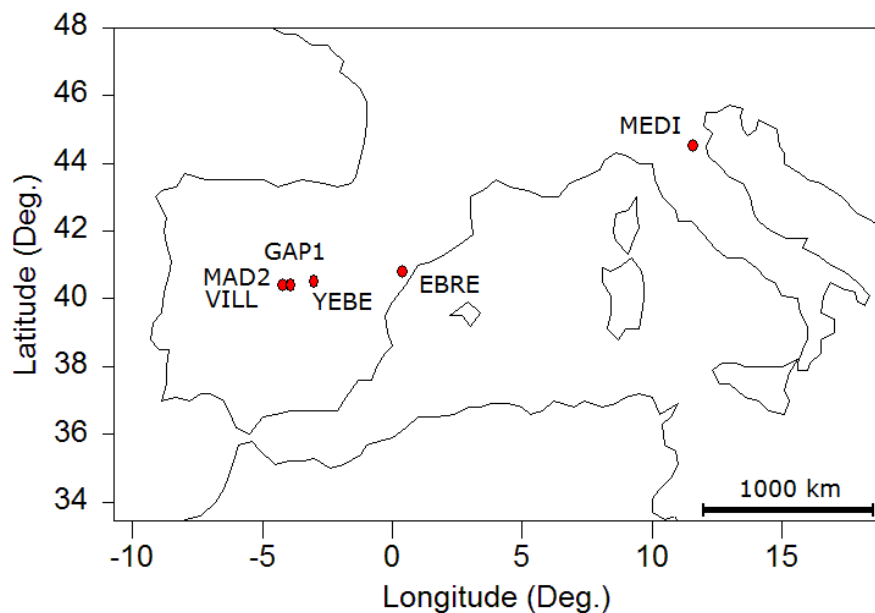 48
46
44
42
40
38
36
34
Latitude (Deg.)
MEDI
GAP1
MAD2
VILL
YEBE
EBRE
1000 km
-10
-5
0
5
10
15
Longitude (Deg.)